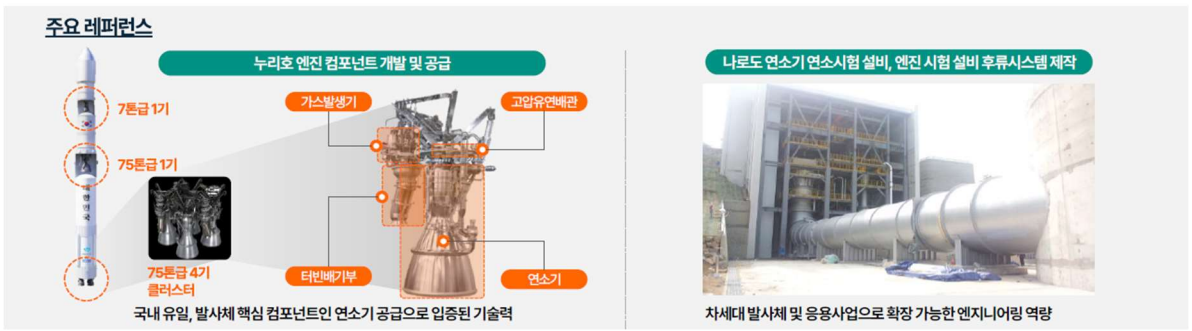 주요 레퍼런스
누리호 엔진 컴포넌트 개발 및 공급
7톤급 1기
75톤급 1기
대한민국
75톤급 4기
클러스터
가스발생기
고압유연배관
터빈배기부
연소기
국내 유일, 발사체 핵심 컴포넌트인 연소기 공급으로 입증된 기술력
나로도 연소기 연소시험 설비, 엔진 시험 설비 후류시스템 제작
차세대 발사체 및 응용사업으로 확장 가능한 엔지니어링 역량